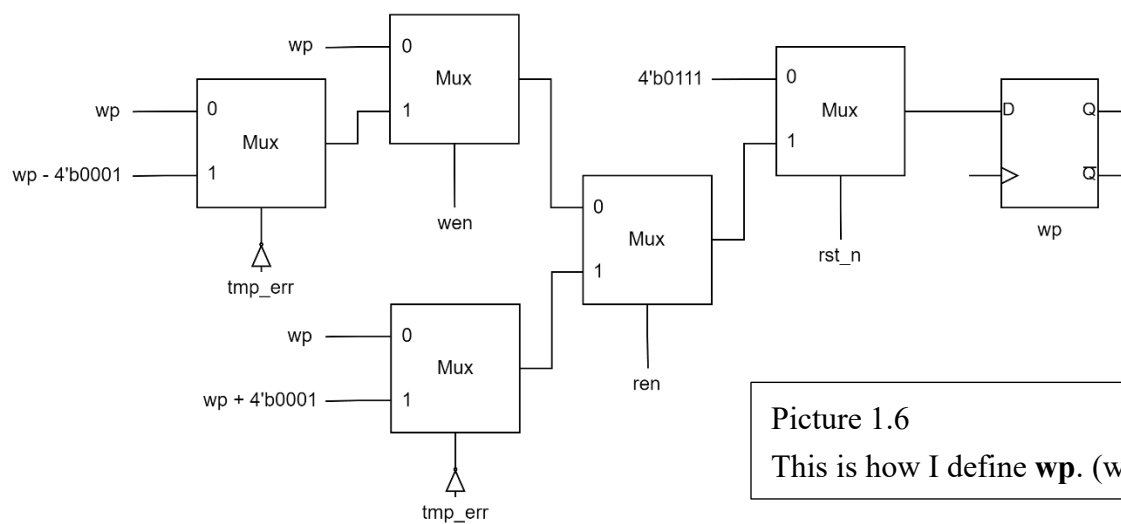 wp
0
Mux
1
wen
wp
0
Mux
wp - 4'b0001
1
tmp_err
0
Mux
1
ren
wp
0
Mux
wp + 4'b0001
1
tmp_err
4'b0111
0
Mux
1
rst_n
D
Q
Q̅
wp
Picture 1.6
This is how I define wp. (w